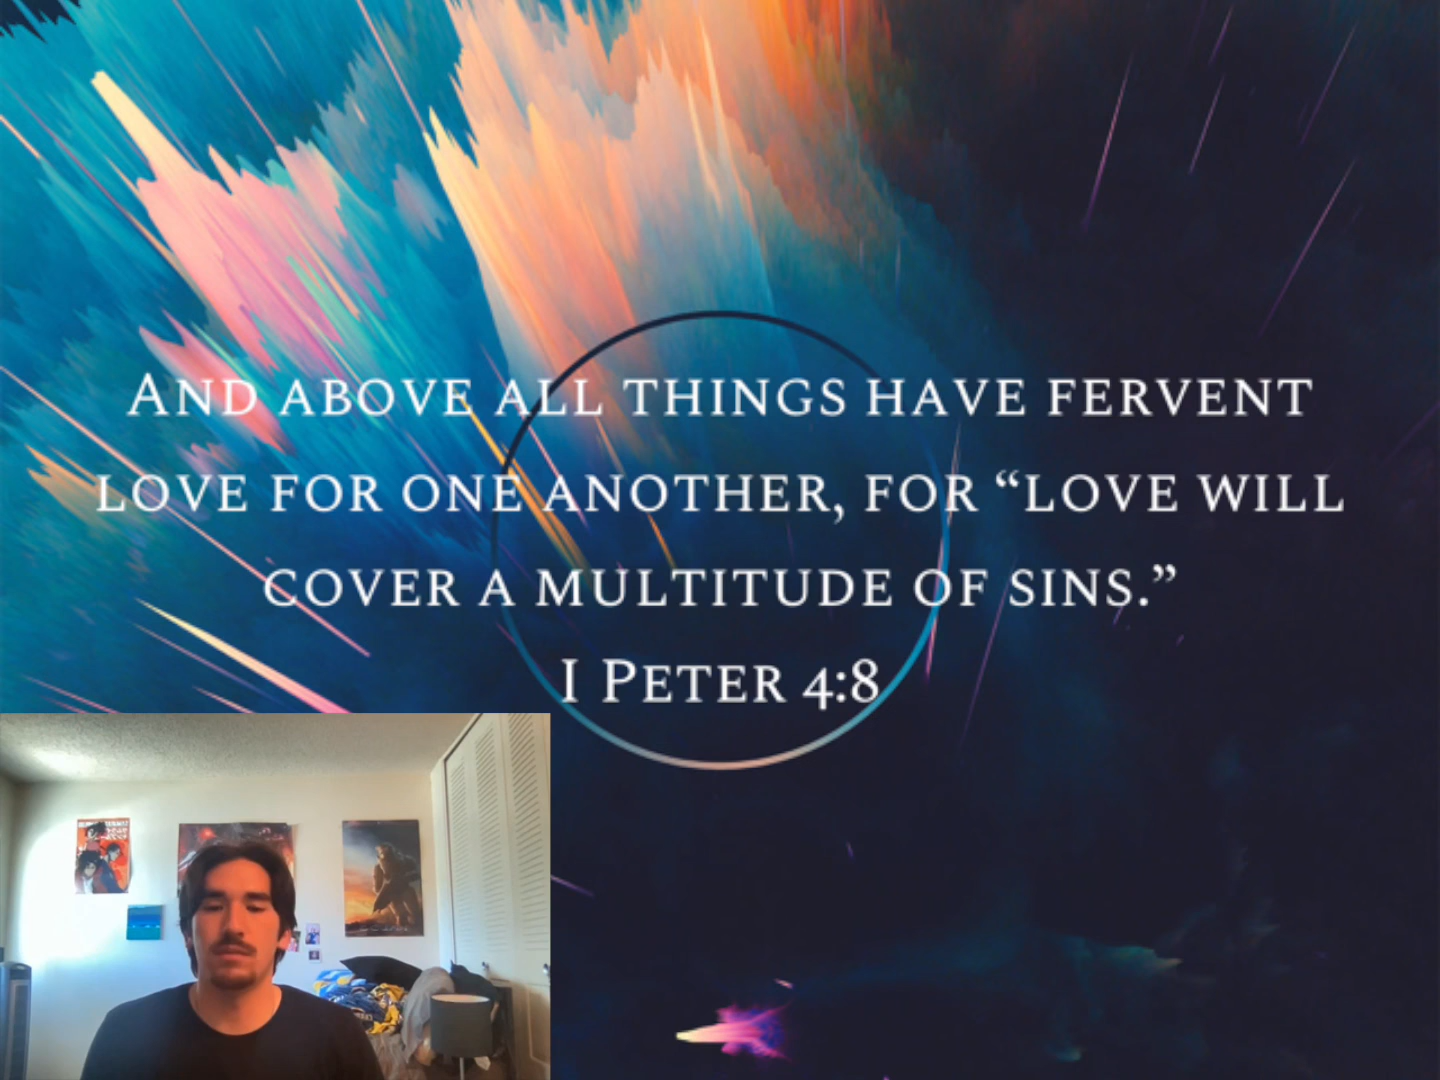 And above all things have fervent
love for one another, for “love will
cover a multitude of sins.”
I Peter 4:8